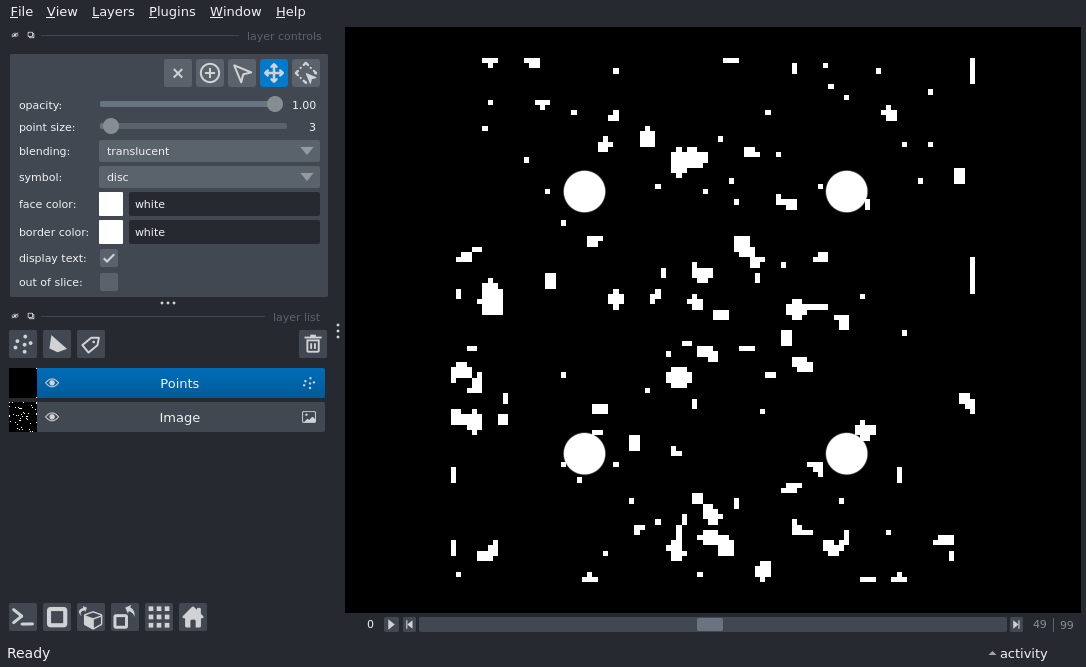 File View Layers Plugins Window Help
layer controls
opacity: 1.00
point size: 3
blending: translucent
symbol: disc
face color: white
border color: white
display text:
out of slice:
layer list
Points
Image
0 49 | 99
Ready activity